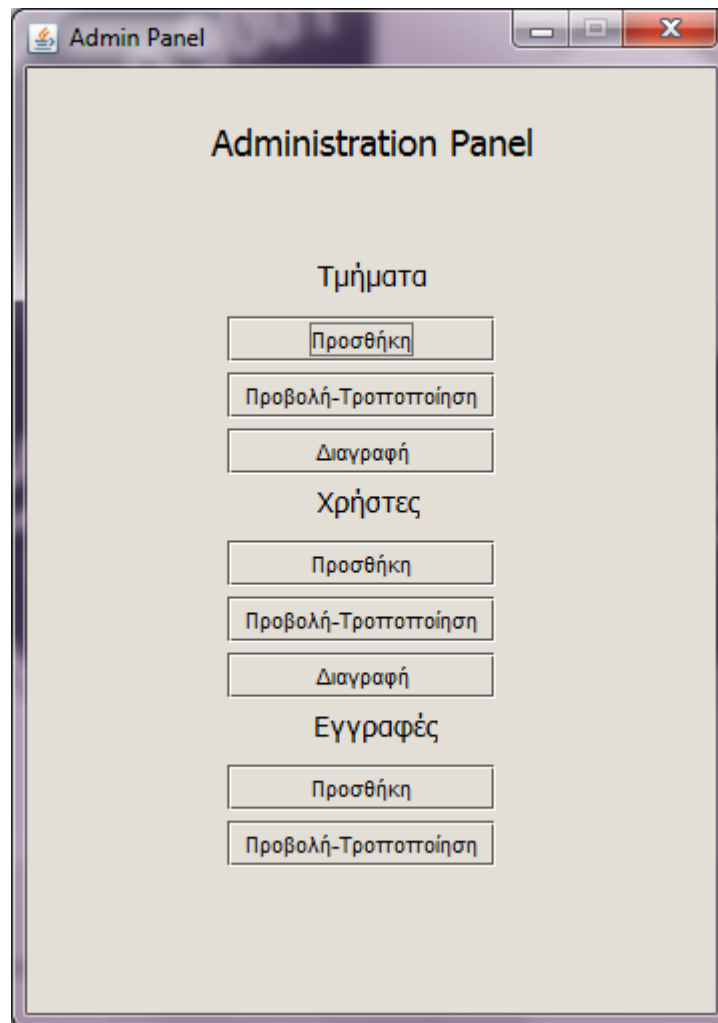 Admin Panel
Administration Panel
Τμήματα
Προσθήκη
Προβολή-Τροποποίηση
Διαγραφή
Χρήστες
Προσθήκη
Προβολή-Τροποποίηση
Διαγραφή
Εγγραφές
Προσθήκη
Προβολή-Τροποποίηση